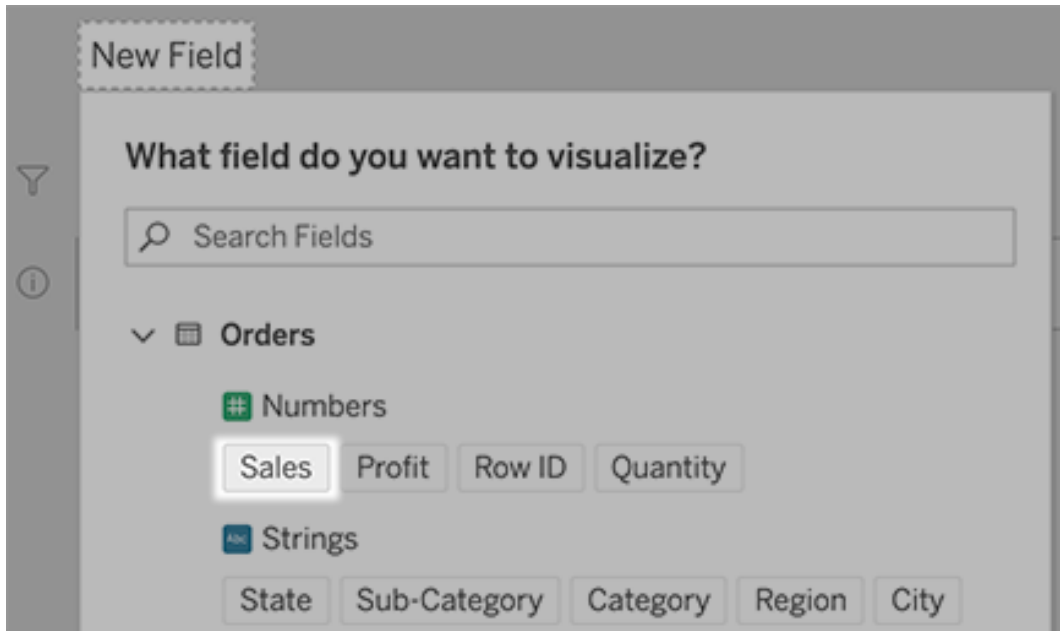 New Field
What field do you want to visualize?
Search Fields
Orders
# Numbers
Sales Profit Row ID Quantity
Abc Strings
State Sub-Category Category Region City